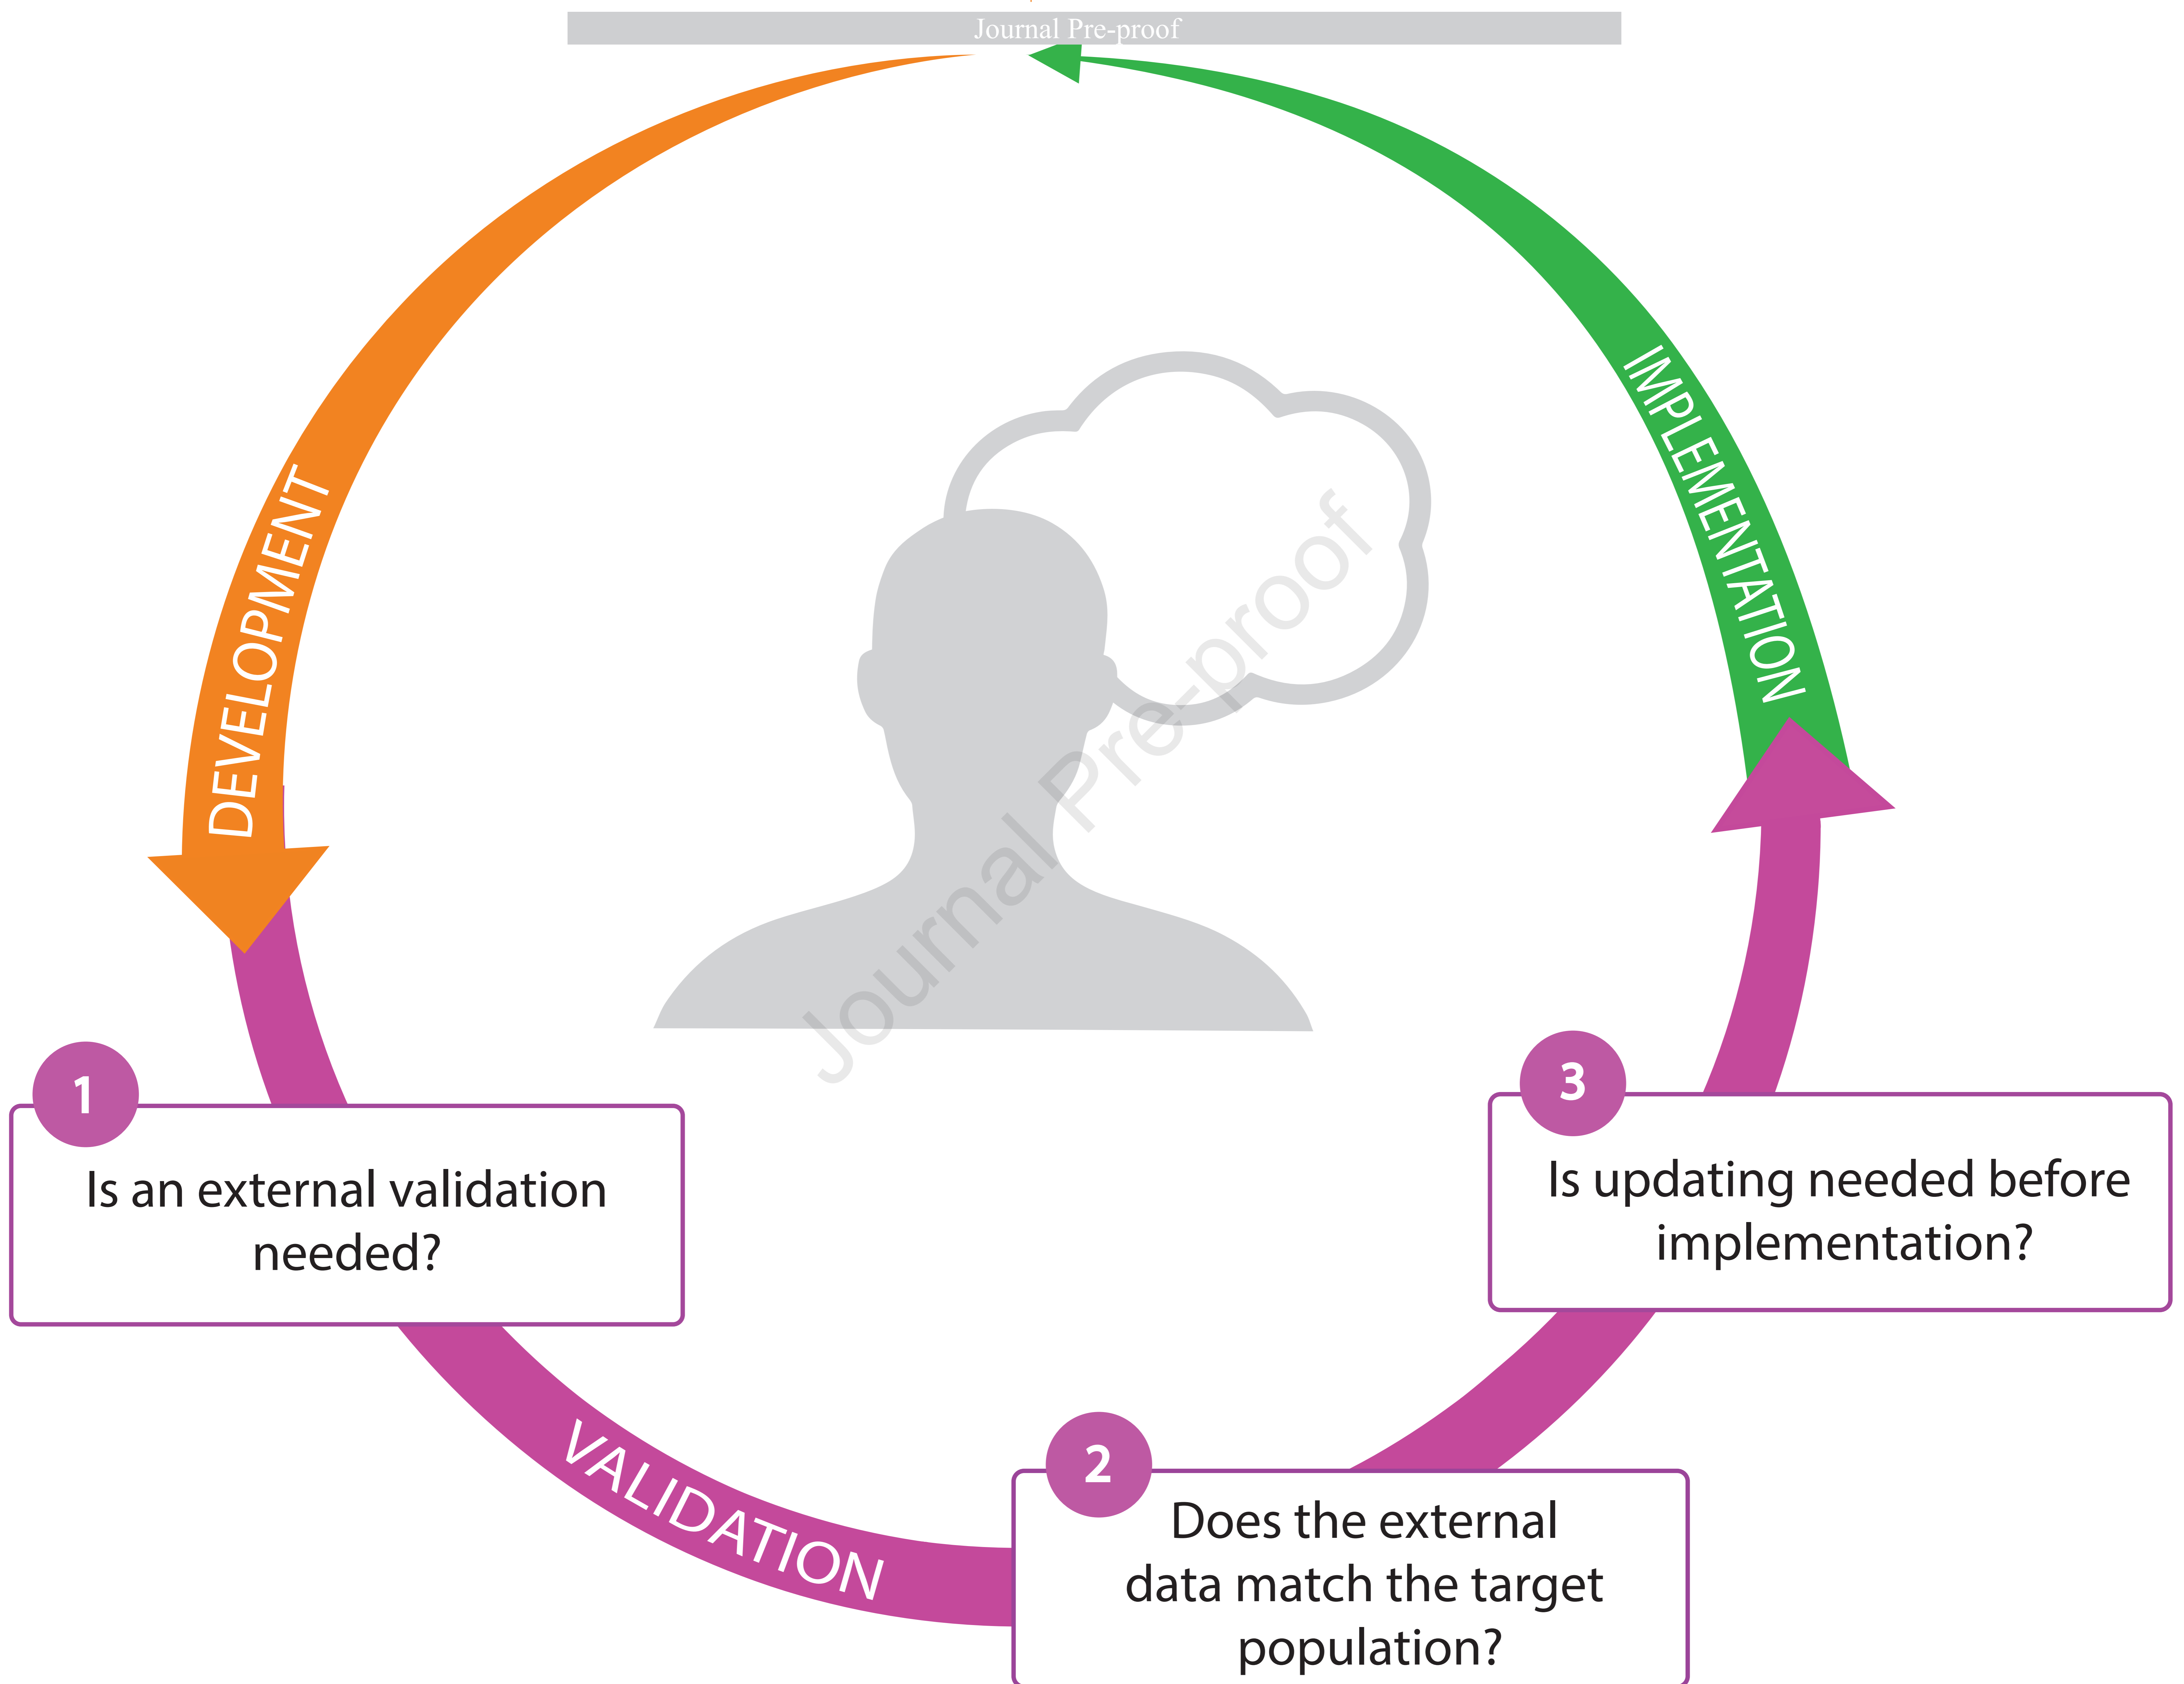 Journal Pre-proof
DEVELOPMENT
IMPLEMENTATION
Journal Pre-proof
1
Is an external validation
needed?
3
Is updating needed before
implementation?
VALIDATION
2
Does the external
data match the target
population?